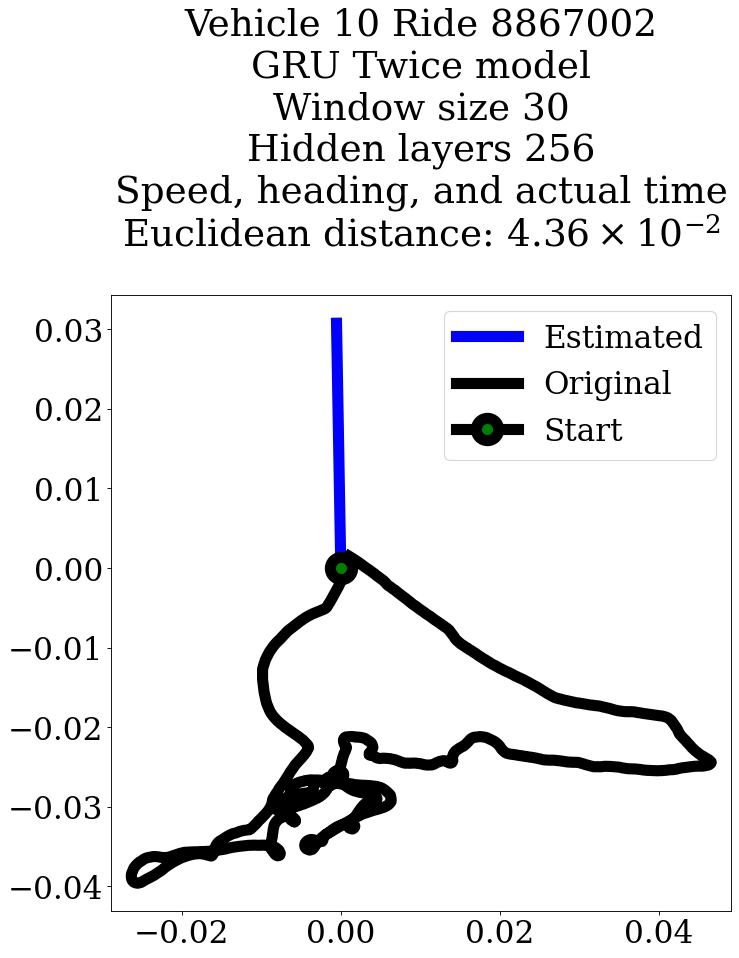 Vehicle 10 Ride 8867002
GRU Twice model
Window size 30
Hidden layers 256
Speed, heading, and actual time
Euclidean distance: 4.36 × 10⁻²
Estimated
Original
Start
0.03
0.02
0.01
0.00
−0.01
−0.02
−0.03
−0.04
−0.02 0.00 0.02 0.04